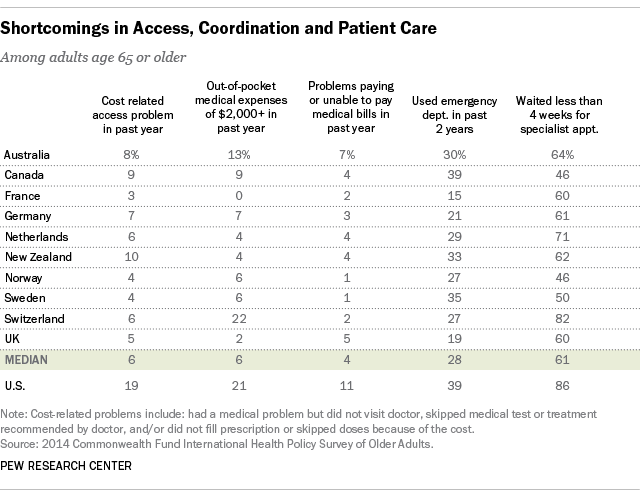 Shortcomings in Access, Coordination and Patient Care
Among adults age 65 or older
Cost related access problem in past year
Out-of-pocket medical expenses of $2,000+ in past year
Problems paying or unable to pay medical bills in past year
Used emergency dept. in past 2 years
Waited less than 4 weeks for specialist appt.
Australia 8% 13% 7% 30% 64%
Canada 9 9 4 39 46
France 3 0 2 15 60
Germany 7 7 3 21 61
Netherlands 6 4 4 29 71
New Zealand 10 4 4 33 62
Norway 4 6 1 27 46
Sweden 4 6 1 35 50
Switzerland 6 22 2 27 82
UK 5 2 5 19 60
MEDIAN 6 6 4 28 61
U.S. 19 21 11 39 86
Note: Cost-related problems include: had a medical problem but did not visit doctor, skipped medical test or treatment
recommended by doctor, and/or did not fill prescription or skipped doses because of the cost.
Source: 2014 Commonwealth Fund International Health Policy Survey of Older Adults.
PEW RESEARCH CENTER